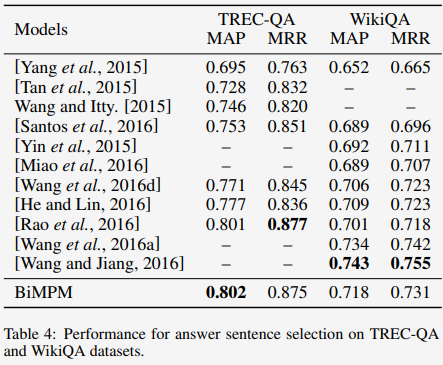 Models TREC-QA WikiQA
MAP MRR MAP MRR
[Yang et al., 2015] 0.695 0.763 0.652 0.665
[Tan et al., 2015] 0.728 0.832 – –
Wang and Itty. [2015] 0.746 0.820 – –
[Santos et al., 2016] 0.753 0.851 0.689 0.696
[Yin et al., 2015] – – 0.692 0.711
[Miao et al., 2016] – – 0.689 0.707
[Wang et al., 2016d] 0.771 0.845 0.706 0.723
[He and Lin, 2016] 0.777 0.836 0.709 0.723
[Rao et al., 2016] 0.801 0.877 0.701 0.718
[Wang et al., 2016a] – – 0.734 0.742
[Wang and Jiang, 2016] – – 0.743 0.755
BiMPM 0.802 0.875 0.718 0.731
Table 4: Performance for answer sentence selection on TREC-QA
and WikiQA datasets.